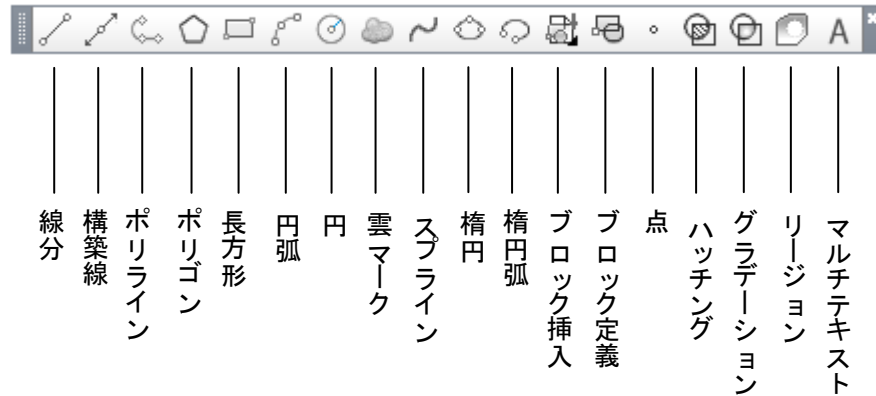 線分
構築線
ポリライン
ポリゴン
長方形
円弧
円
雲マーク
スプライン
楕円
楕円弧
ブロック挿入
ブロック定義
点
ハッチング
グラデーション
リージョン
マルチテキスト
A